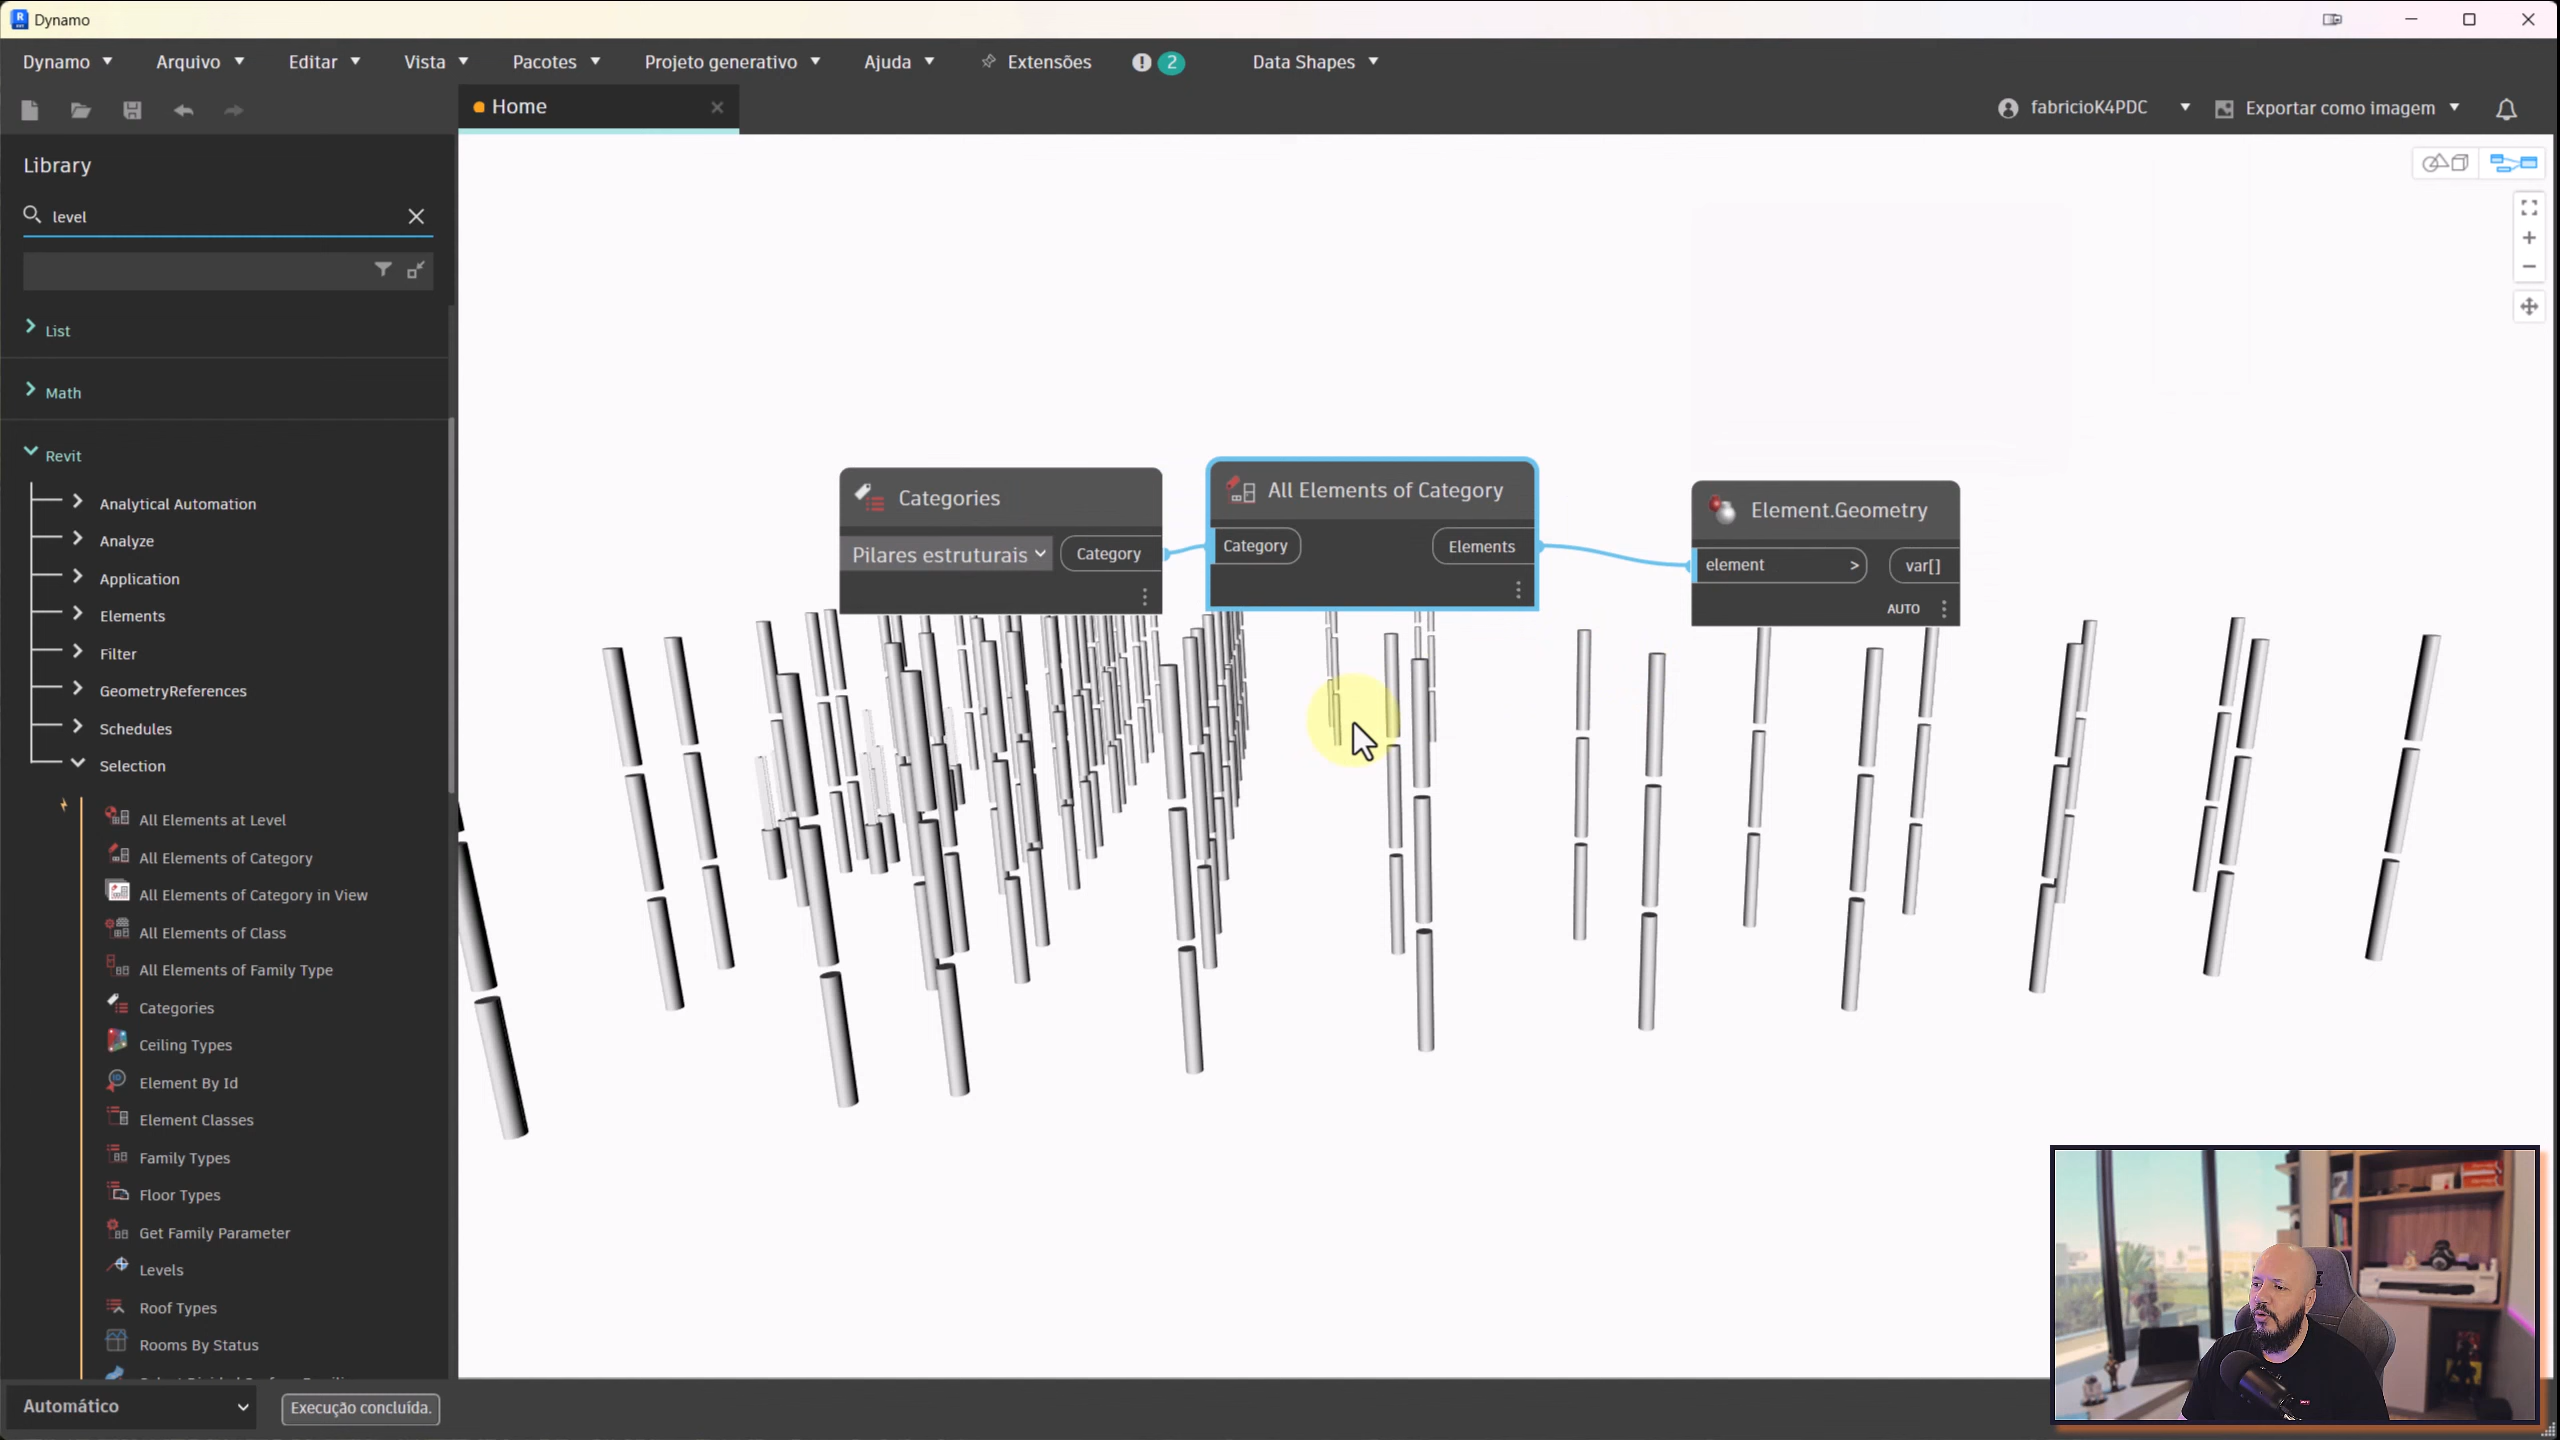 Dynamo
Dynamo Arquivo Editar Vista Pacotes Projeto generativo Ajuda Extensões 2 Data Shapes
Home
fabricioK4PDC Exportar como imagem
Library
level
List
Math
Revit
Analytical Automation
Analyze
Application
Elements
Filter
GeometryReferences
Schedules
Selection
All Elements at Level
All Elements of Category
All Elements of Category in View
All Elements of Class
All Elements of Family Type
Categories
Ceiling Types
Element By Id
Element Classes
Family Types
Floor Types
Get Family Parameter
Levels
Roof Types
Rooms By Status
Categories
Pilares estruturais Category
All Elements of Category
Category Elements
Element.Geometry
element > var[]
AUTO
Automático Execução concluída.